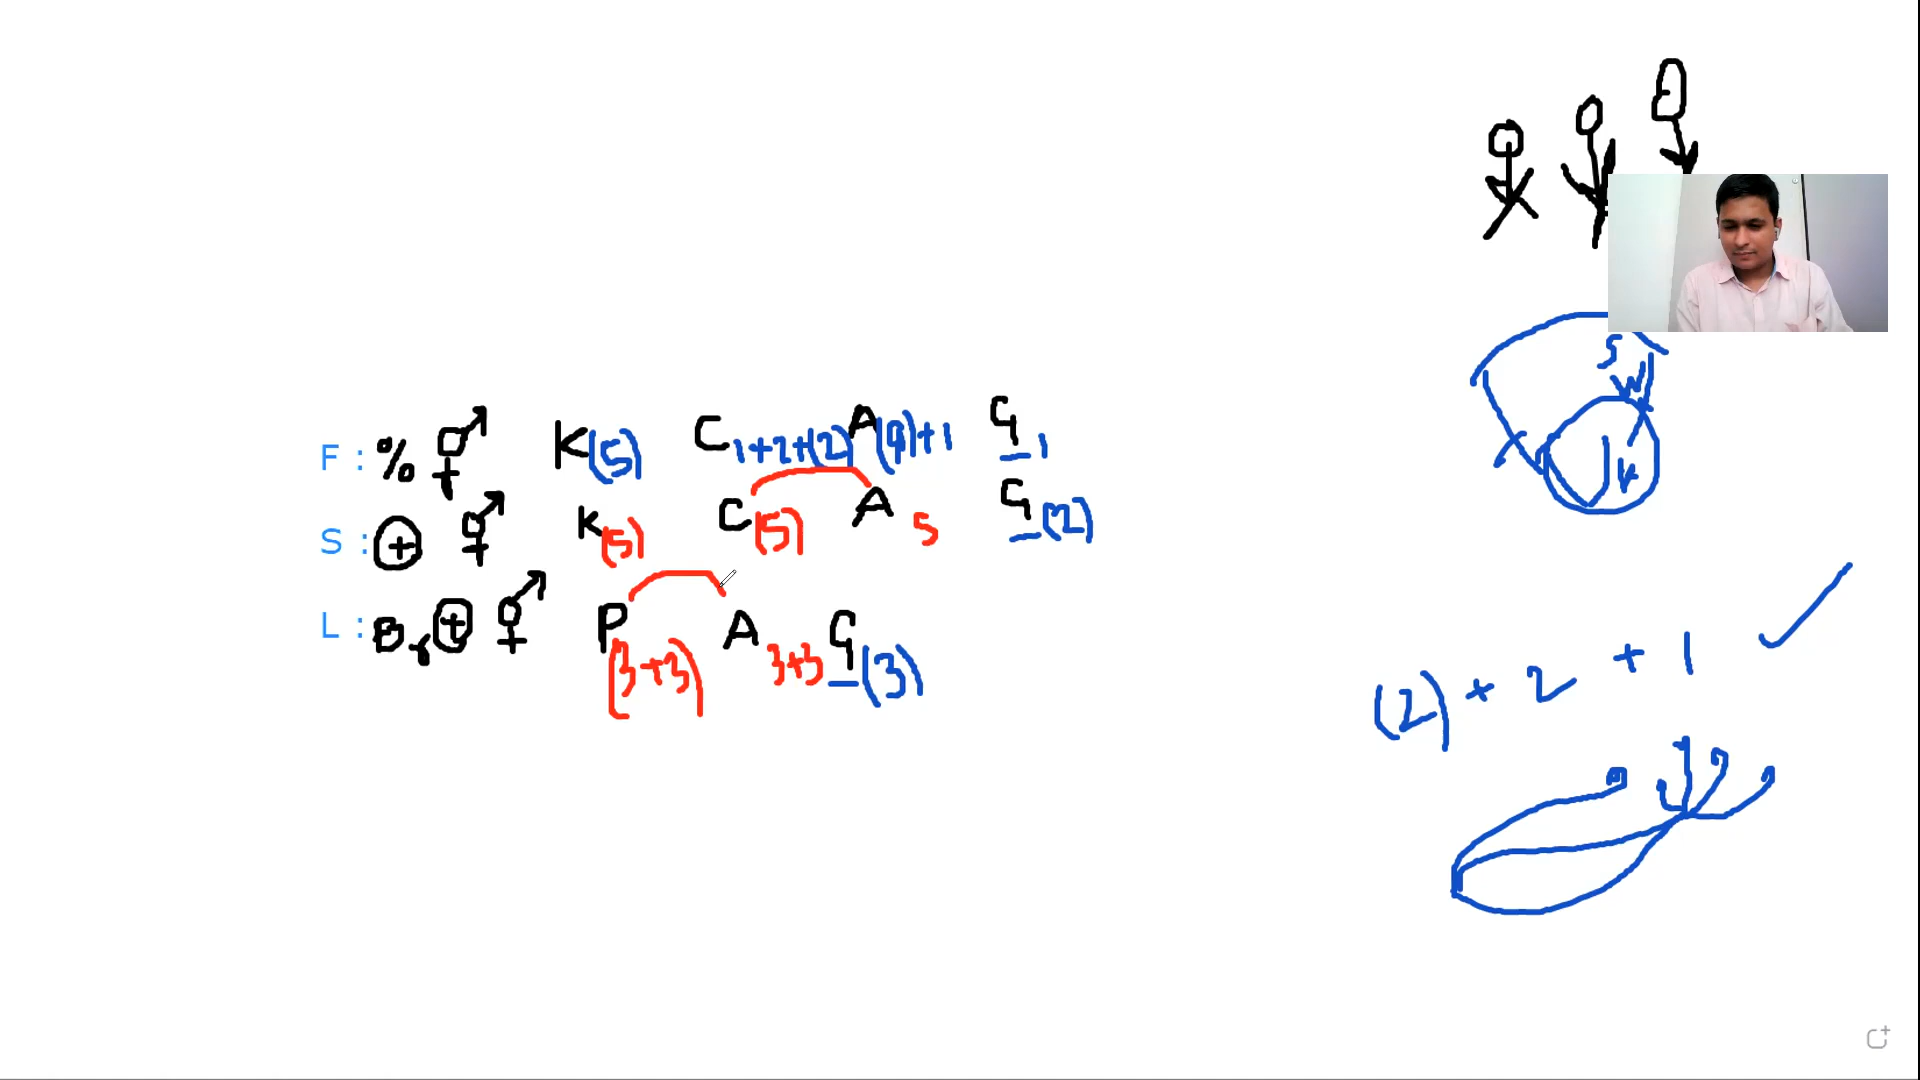 F : % ⚥ K(5) C1+2+(2) A(9)+1 G 1
S : ⊕ ⚥ K(5) C(5) A 5 G(2)
L : Br ⊕ ⚥ P(3+3) A 3+3 G(3)
S
W
K
(2) + 2 + 1 ✓